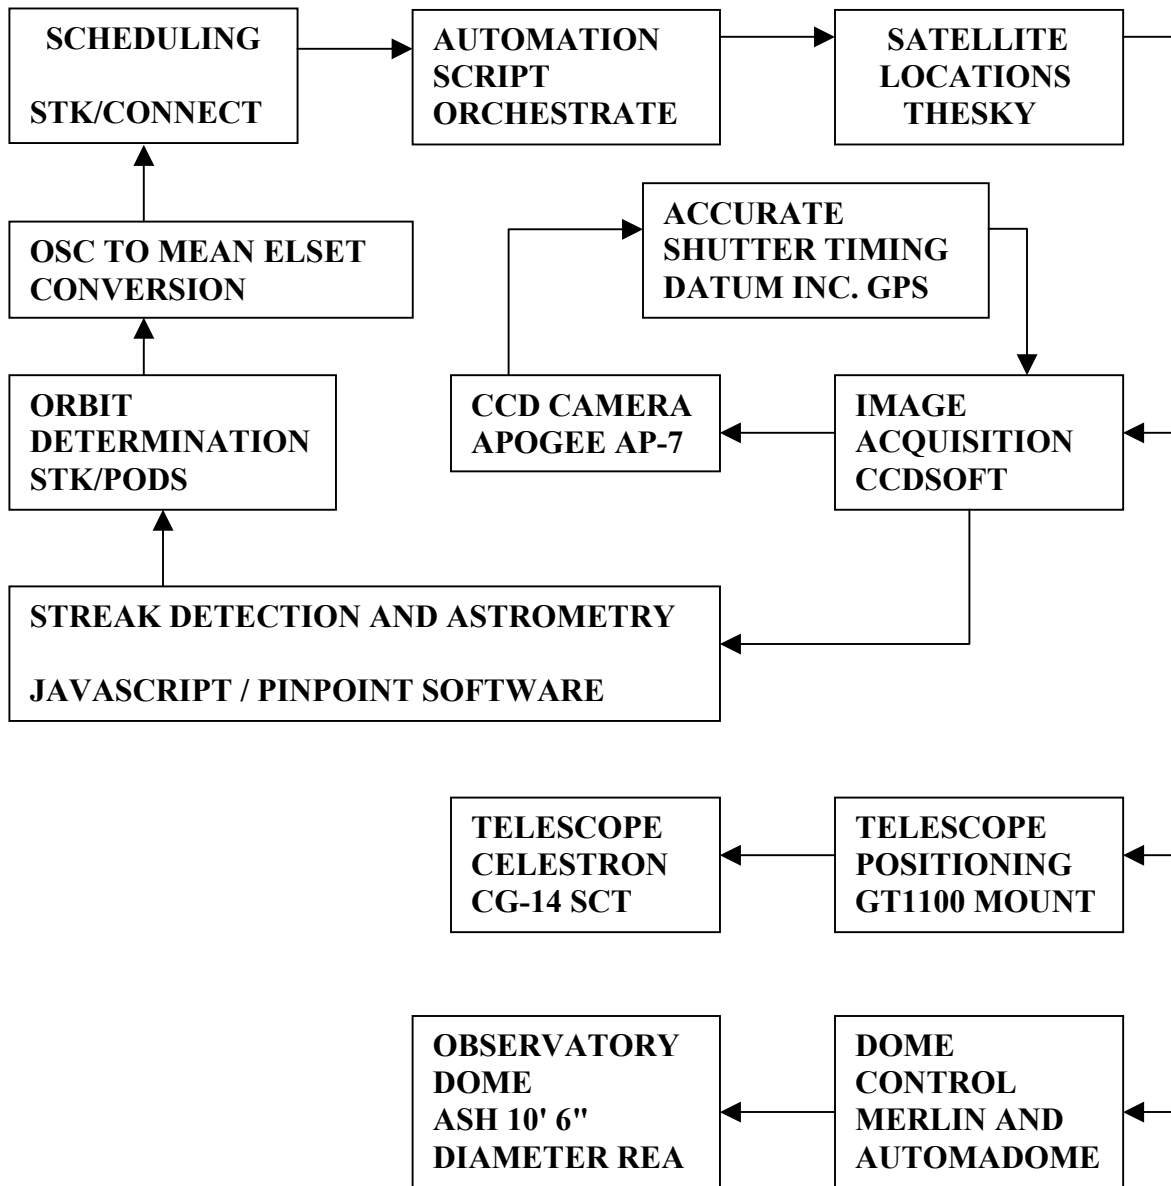 SCHEDULING
STK/CONNECT
AUTOMATION
SCRIPT
ORCHESTRATE
SATELLITE
LOCATIONS
THESKY
OSC TO MEAN ELSET
CONVERSION
ACCURATE
SHUTTER TIMING
DATUM INC. GPS
ORBIT
DETERMINATION
STK/PODS
CCD CAMERA
APOGEE AP-7
IMAGE
ACQUISITION
CCDSOFT
STREAK DETECTION AND ASTROMETRY
JAVASCRIPT / PINPOINT SOFTWARE
TELESCOPE
CELESTRON
CG-14 SCT
TELESCOPE
POSITIONING
GT1100 MOUNT
OBSERVATORY
DOME
ASH 10' 6"
DIAMETER REA
DOME
CONTROL
MERLIN AND
AUTOMADOME